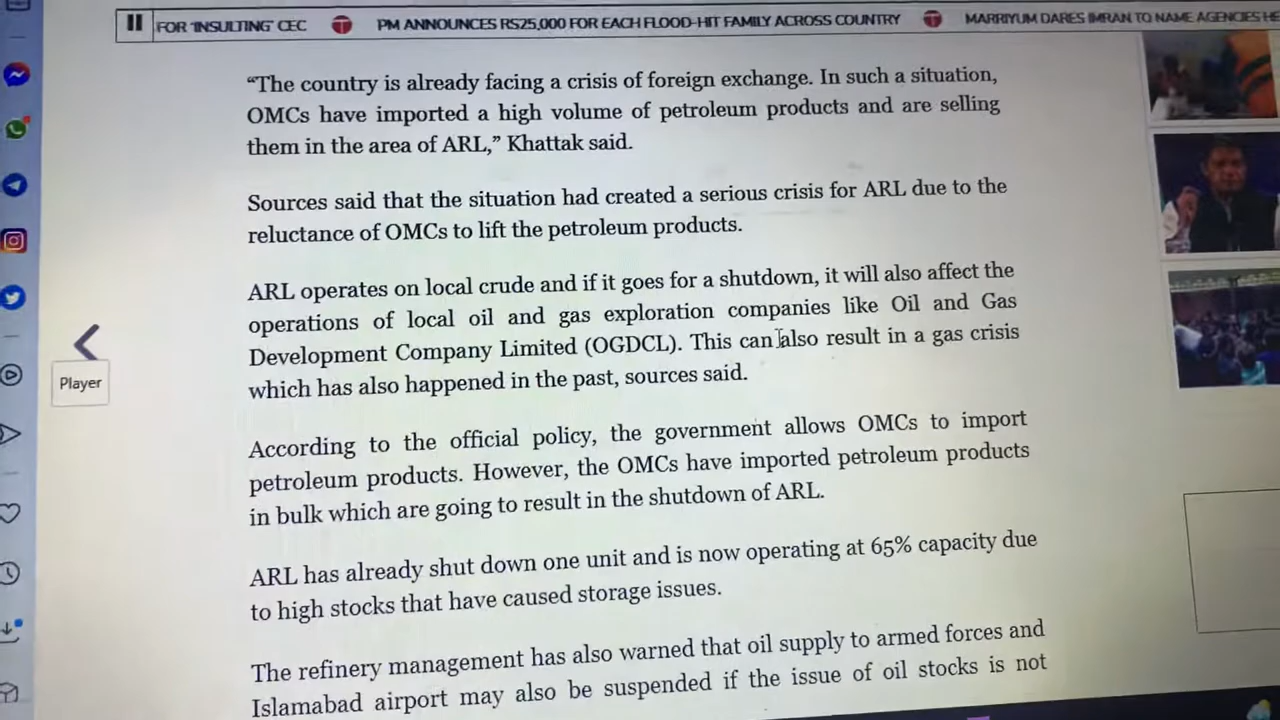 FOR 'INSULTING' CEC PM ANNOUNCES RS25,000 FOR EACH FLOOD-HIT FAMILY ACROSS COUNTRY MARRIYUM DARES IMRAN TO NAME AGENCIES
“The country is already facing a crisis of foreign exchange. In such a situation,
OMCs have imported a high volume of petroleum products and are selling
them in the area of ARL,” Khattak said.
Sources said that the situation had created a serious crisis for ARL due to the
reluctance of OMCs to lift the petroleum products.
ARL operates on local crude and if it goes for a shutdown, it will also affect the
operations of local oil and gas exploration companies like Oil and Gas
Development Company Limited (OGDCL). This can also result in a gas crisis
which has also happened in the past, sources said.
Player
According to the official policy, the government allows OMCs to import
petroleum products. However, the OMCs have imported petroleum products
in bulk which are going to result in the shutdown of ARL.
ARL has already shut down one unit and is now operating at 65% capacity due
to high stocks that have caused storage issues.
The refinery management has also warned that oil supply to armed forces and
Islamabad airport may also be suspended if the issue of oil stocks is not